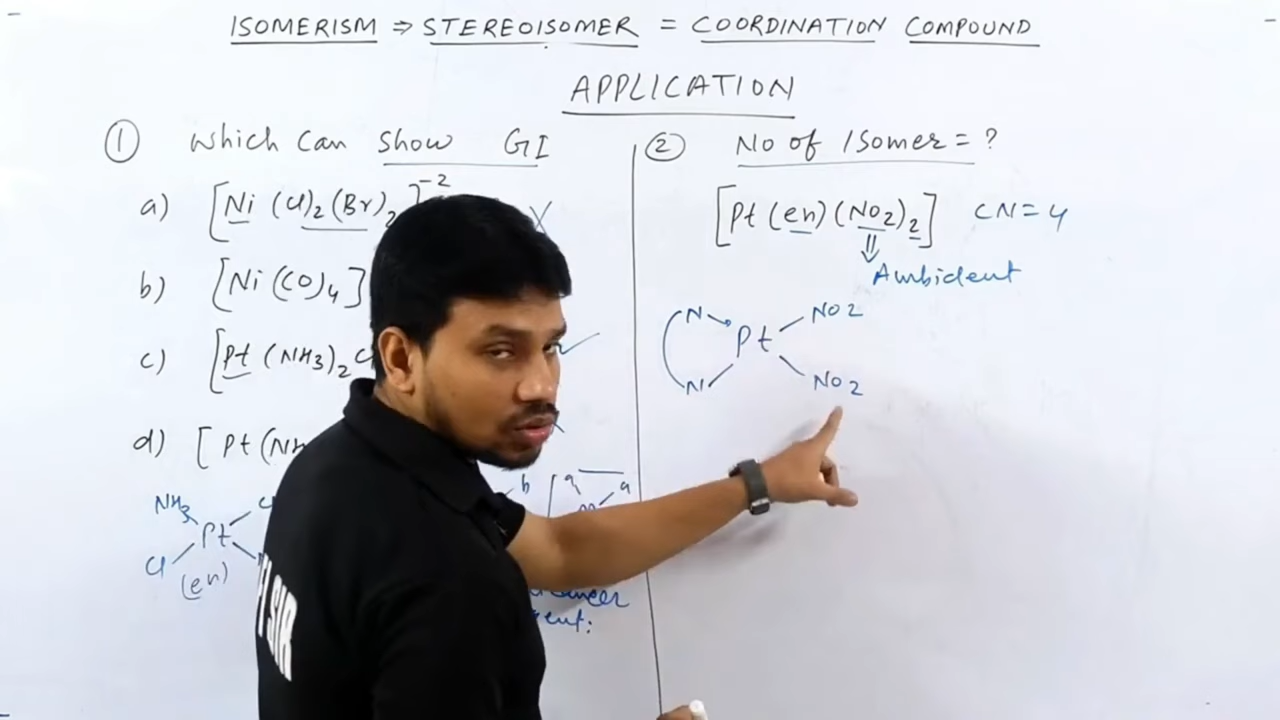 ISOMERISM ⇒ STEREOISOMER = COORDINATION COMPOUND
APPLICATION
① Which Can Show GI
a) [Ni (Cl)2(Br)2]-2 X
b) [Ni (CO)4]
c) [Pt (NH3)2 C
d) [Pt(NH
NH3
Pt
Cl
(en)
b
a a
② No of Isomer = ?
[Pt (en) (NO2)2] CN=4
⇓
Ambident
N Pt NO2
N NO2
SIR